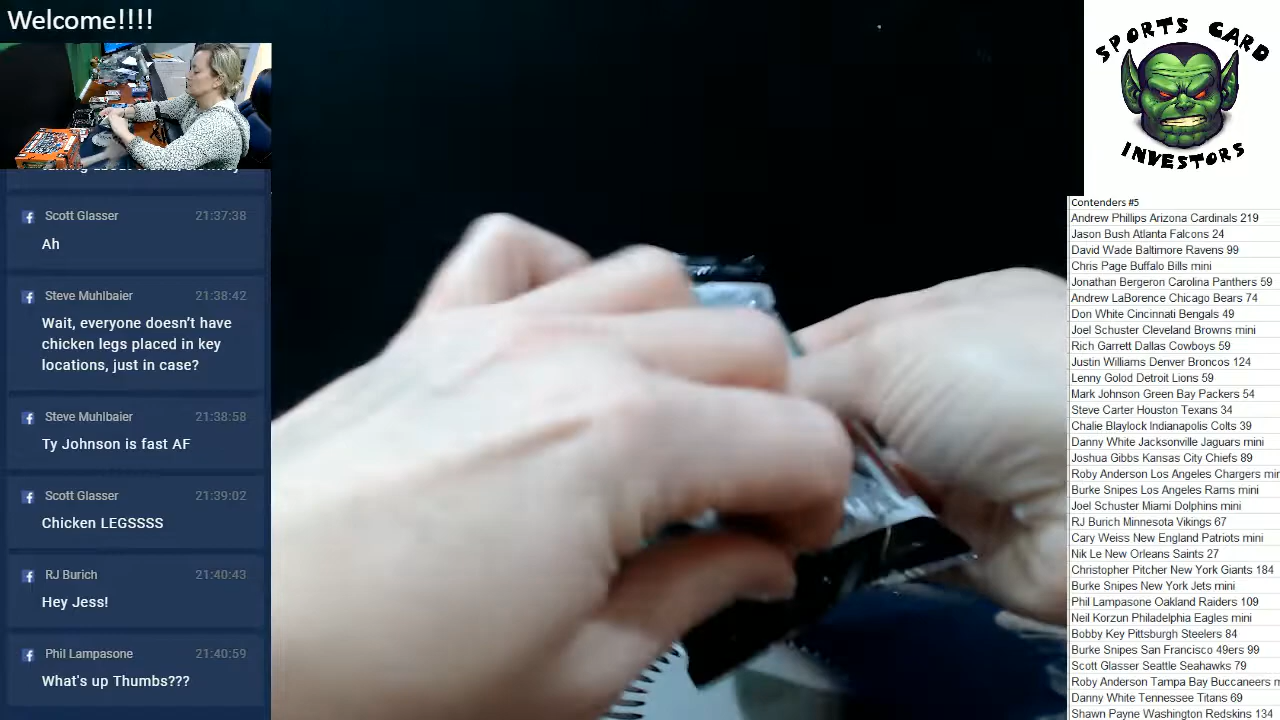 Welcome!!!!
Scott Glasser 21:37:38
Ah
Steve Muhlbaier 21:38:42
Wait, everyone doesn't have
chicken legs placed in key
locations, just in case?
Steve Muhlbaier 21:38:58
Ty Johnson is fast AF
Scott Glasser 21:39:02
Chicken LEGSSSS
RJ Burich 21:40:43
Hey Jess!
Phil Lampasone 21:40:59
What's up Thumbs???
SPORTS CARD
INVESTORS
Contenders #5
Andrew Phillips Arizona Cardinals 219
Jason Bush Atlanta Falcons 24
David Wade Baltimore Ravens 99
Chris Page Buffalo Bills mini
Jonathan Bergeron Carolina Panthers 59
Andrew LaBorence Chicago Bears 74
Don White Cincinnati Bengals 49
Joel Schuster Cleveland Browns mini
Rich Garrett Dallas Cowboys 59
Justin Williams Denver Broncos 124
Lenny Golod Detroit Lions 59
Mark Johnson Green Bay Packers 54
Steve Carter Houston Texans 34
Chalie Blaylock Indianapolis Colts 39
Danny White Jacksonville Jaguars mini
Joshua Gibbs Kansas City Chiefs 89
Roby Anderson Los Angeles Chargers mi
Burke Snipes Los Angeles Rams mini
Joel Schuster Miami Dolphins mini
RJ Burich Minnesota Vikings 67
Cary Weiss New England Patriots mini
Nik Le New Orleans Saints 27
Christopher Pitcher New York Giants 184
Burke Snipes New York Jets mini
Phil Lampasone Oakland Raiders 109
Neil Korzun Philadelphia Eagles mini
Bobby Key Pittsburgh Steelers 84
Burke Snipes San Francisco 49ers 99
Scott Glasser Seattle Seahawks 79
Roby Anderson Tampa Bay Buccaneers m
Danny White Tennessee Titans 69
Shawn Payne Washington Redskins 134